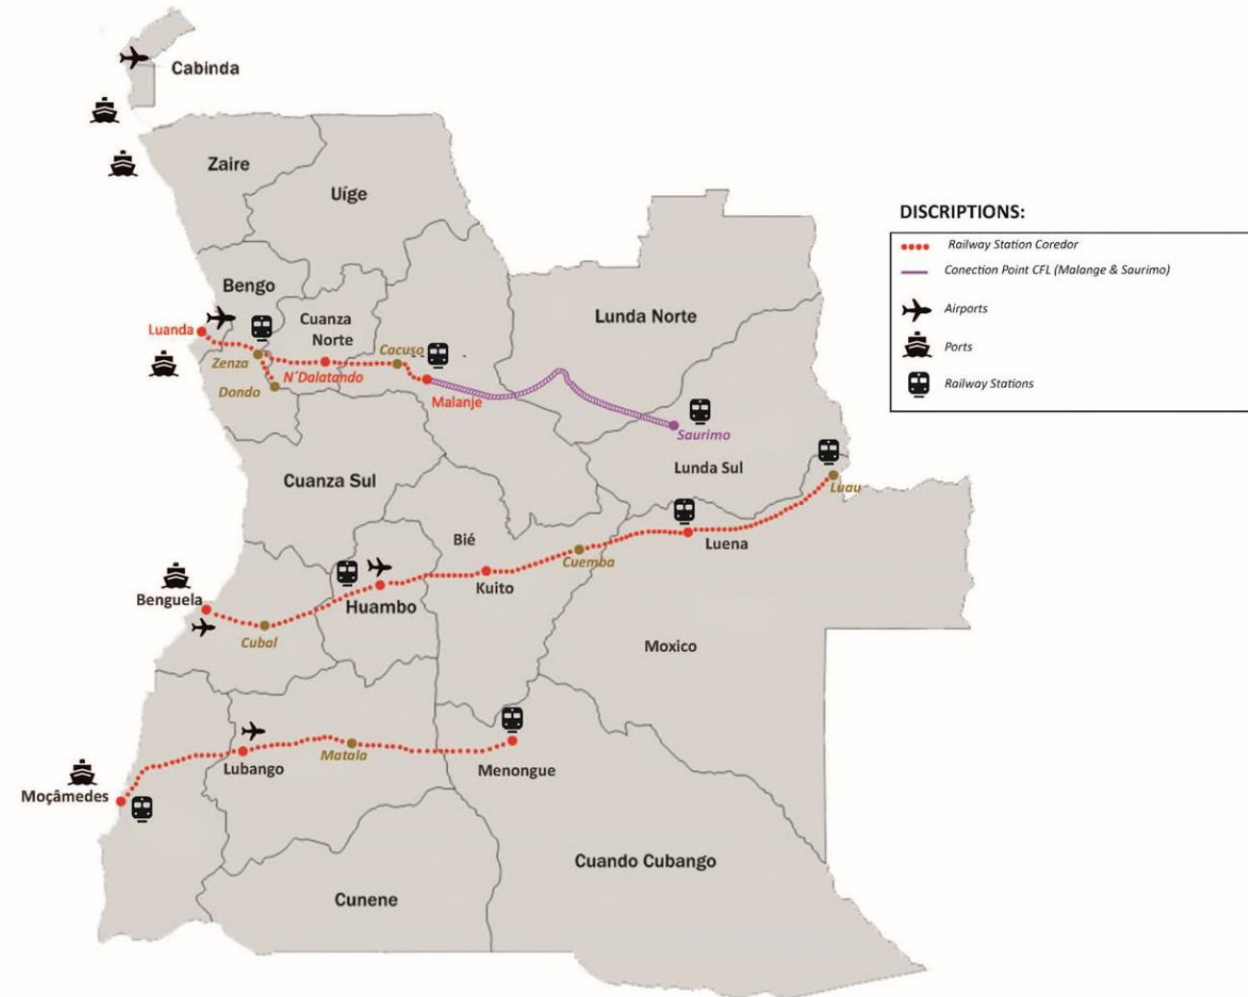 Cabinda
Zaire
Uíge
DISCRIPTIONS:
Railway Station Coredor
Conection Point CFL (Malange & Saurimo)
Airports
Ports
Railway Stations
Bengo
Cuanza
Norte
Lunda Norte
Luanda
Zenza
Cacuso
N´Dalatando
Dondo
Malanje
Saurimo
Lunda Sul
Cuanza Sul
Luau
Bié
Luena
Cuemba
Kuito
Benguela
Huambo
Cubal
Moxico
Matala
Lubango
Menongue
Moçâmedes
Cuando Cubango
Cunene